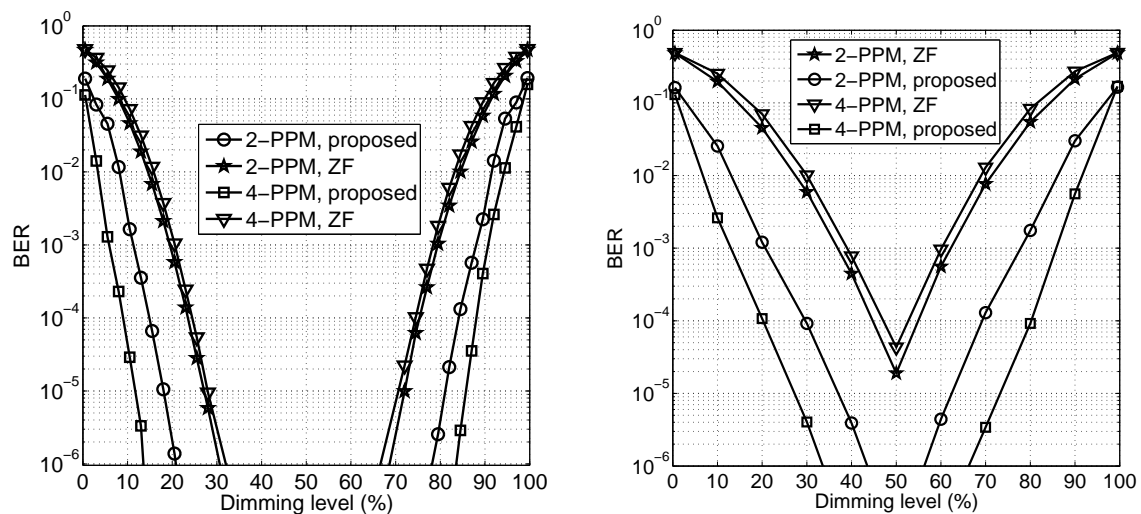 10^0
10^−1
10^−2
10^−3
10^−4
10^−5
10^−6
BER
2−PPM, proposed
2−PPM, ZF
4−PPM, proposed
4−PPM, ZF
0 10 20 30 40 50 60 70 80 90 100
Dimming level (%)
10^0
10^−1
10^−2
10^−3
10^−4
10^−5
10^−6
BER
2−PPM, ZF
2−PPM, proposed
4−PPM, ZF
4−PPM, proposed
0 10 20 30 40 50 60 70 80 90 100
Dimming level (%)